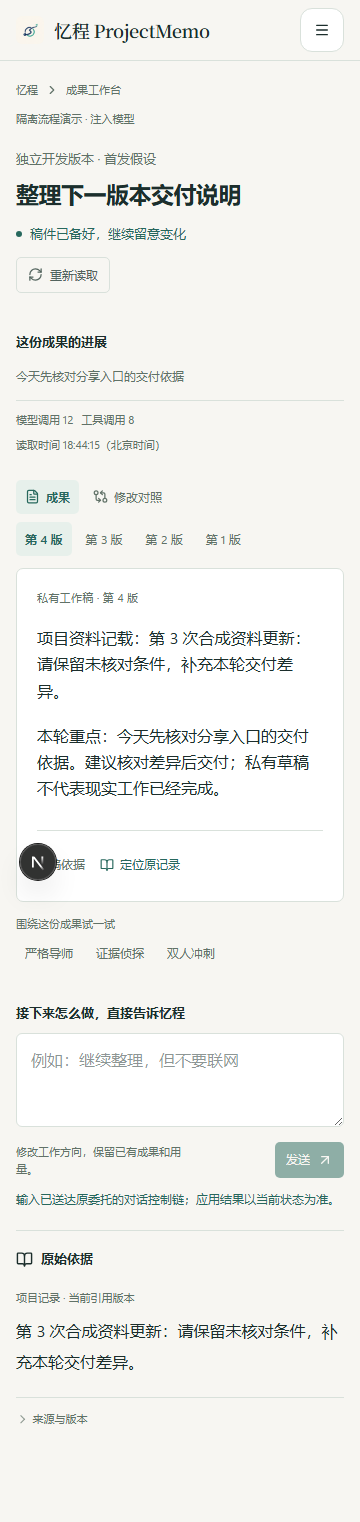 忆程 ProjectMemo
忆程 > 成果工作台
隔离流程演示 · 注入模型
独立开发版本 · 首发假设
整理下一版本交付说明
稿件已备好，继续留意变化
重新读取
这份成果的进展
今天先核对分享入口的交付依据
模型调用 12 工具调用 8
读取时间 18:44:15（北京时间）
成果 修改对照
第 4 版 第 3 版 第 2 版 第 1 版
私有工作稿 · 第 4 版
项目资料记载：第 3 次合成资料更新：
请保留未核对条件，补充本轮交付差
异。
本轮重点：今天先核对分享入口的交付
依据。建议核对差异后交付；私有草稿
不代表现实工作已经完成。
依据 定位原记录
围绕这份成果试一试
严格导师 证据侦探 双人冲刺
接下来怎么做，直接告诉忆程
例如：继续整理，但不要联网
修改工作方向，保留已有成果和用
量。
发送
输入已送达原委托的对话控制链；应用结果以当前状态为准。
原始依据
项目记录 · 当前引用版本
第 3 次合成资料更新：请保留未核对条件，补
充本轮交付差异。
来源与版本